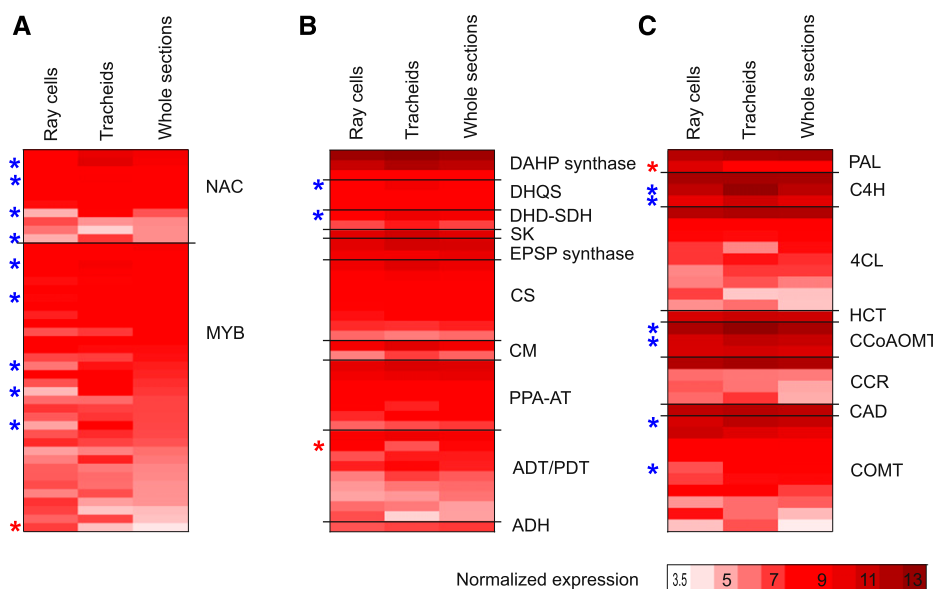 A
B
C
Ray cells
Tracheids
Whole sections
Ray cells
Tracheids
Whole sections
Ray cells
Tracheids
Whole sections
*
*
*
*
*
*
*
*
*
*
NAC
MYB
*
*
*
DAHP synthase
DHQS
DHD-SDH
SK
EPSP synthase
CS
CM
PPA-AT
ADT/PDT
ADH
*
*
*
*
*
*
*
PAL
C4H
4CL
HCT
CCoAOMT
CCR
CAD
COMT
Normalized expression
3.5 5 7 9 11 13